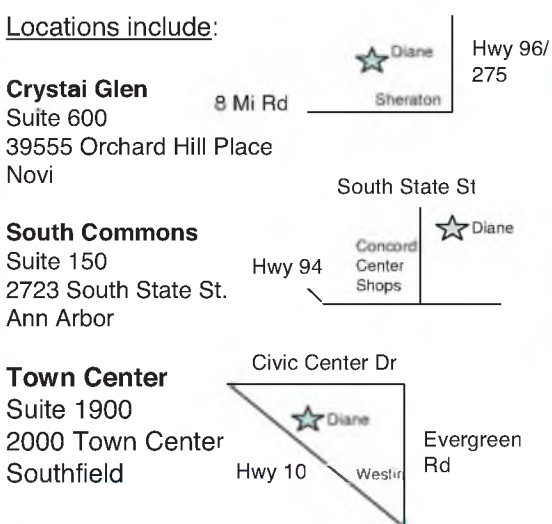 Locations include:
Crystai Glen
Suite 600
39555 Orchard Hill Place
Novi
8 Mi Rd
Diane
Sheraton
Hwy 96/
275
South Commons
Suite 150
2723 South State St.
Ann Arbor
South State St
Hwy 94
Concord
Center
Shops
Diane
Town Center
Suite 1900
2000 Town Center
Southfield
Civic Center Dr
Diane
Hwy 10
Westin
Evergreen
Rd